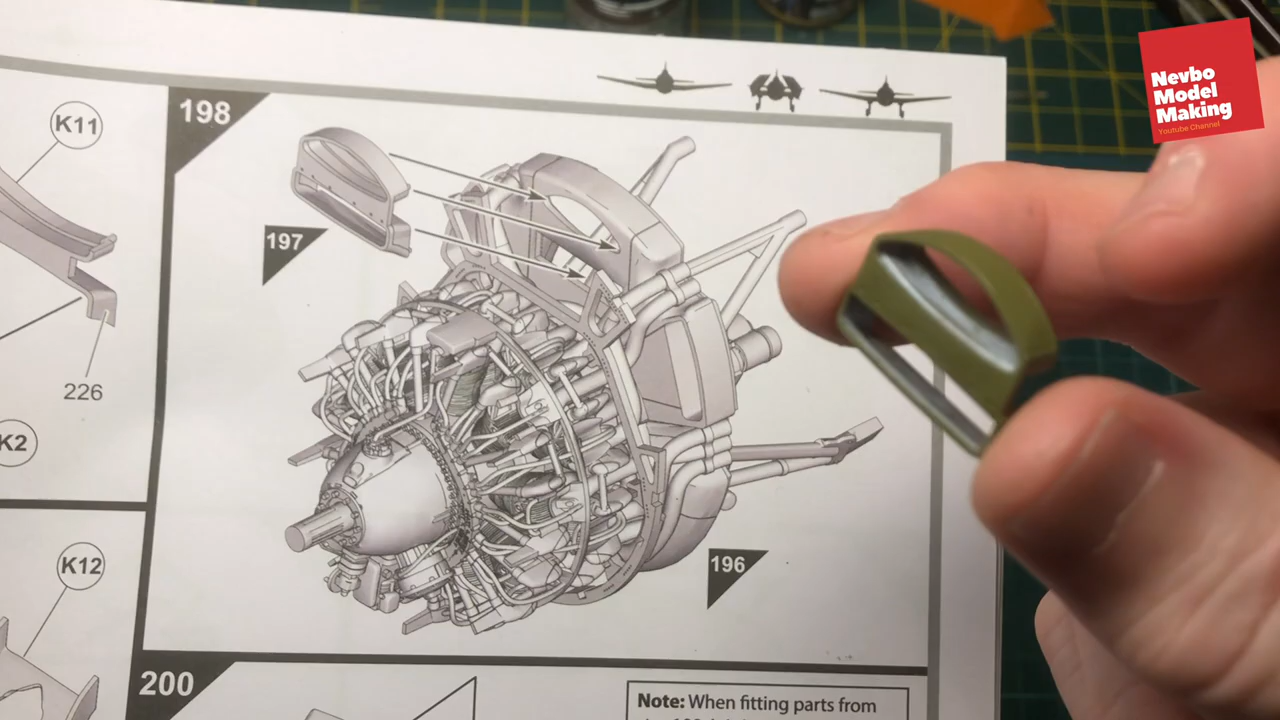 Nevbo
Model
Making
Youtube Channel
K11
198
197
226
K2
196
K12
200
Note: When fitting parts from